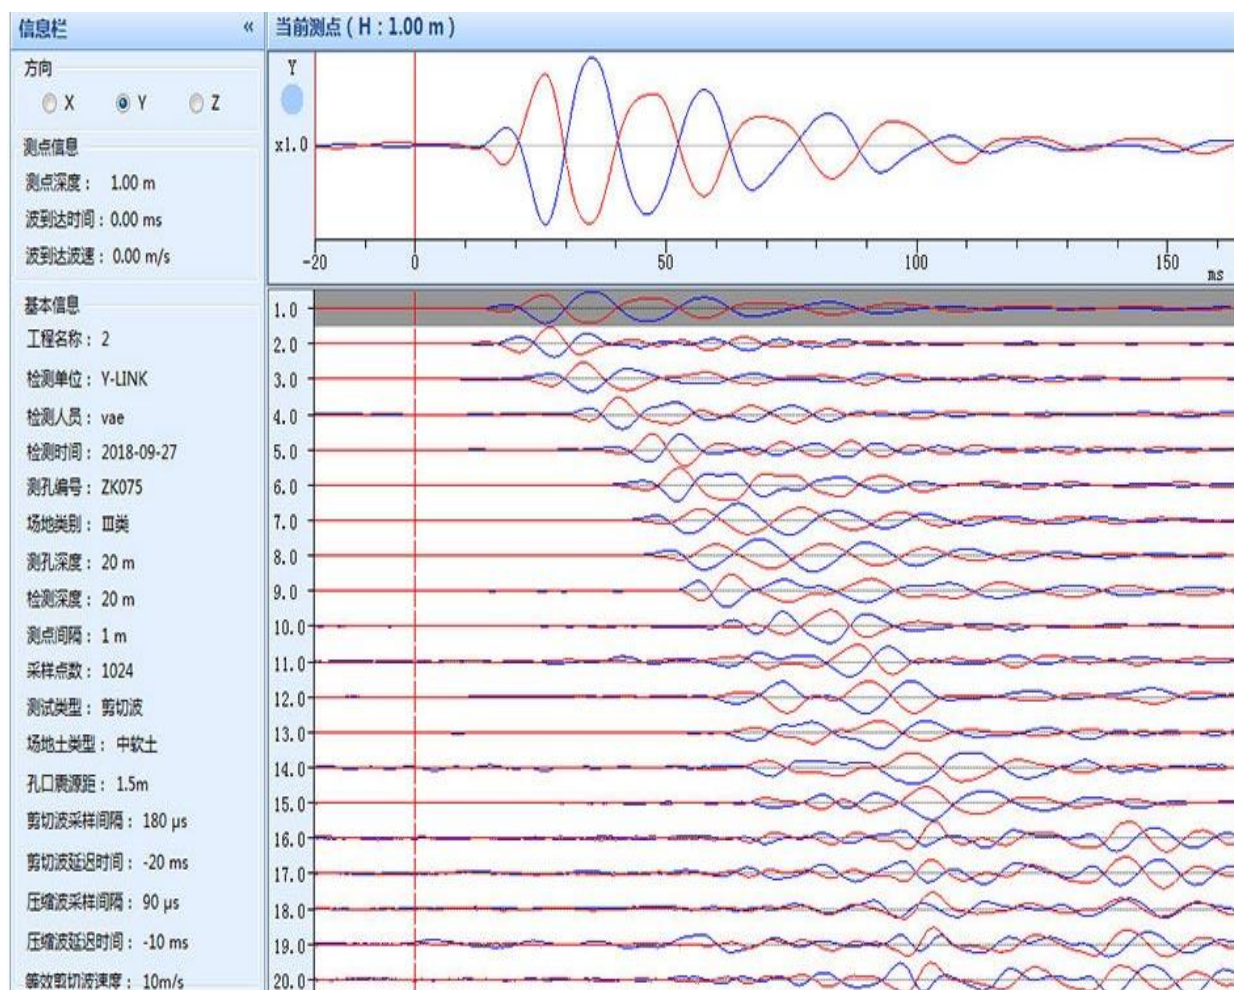 信息栏 «
方向
X Y Z
测点信息
测点深度： 1.00 m
波到达时间：0.00 ms
波到达波速：0.00 m/s
基本信息
工程名称：2
检测单位：Y-LINK
检测人员：vae
检测时间：2018-09-27
测孔编号：ZK075
场地类别：Ⅲ类
测孔深度：20 m
检测深度：20 m
测点间隔：1 m
采样点数：1024
测试类型：剪切波
场地土类型： 中软土
孔口震源距：1.5m
剪切波采样间隔：180 μs
剪切波延迟时间：-20 ms
压缩波采样间隔：90 μs
压缩波延迟时间：-10 ms
等效剪切波速度：10m/s
当前测点 ( H : 1.00 m )
Y
x1.0
-20 0 50 100 150
ms
1.0
2.0
3.0
4.0
5.0
6.0
7.0
8.0
9.0
10.0
11.0
12.0
13.0
14.0
15.0
16.0
17.0
18.0
19.0
20.0